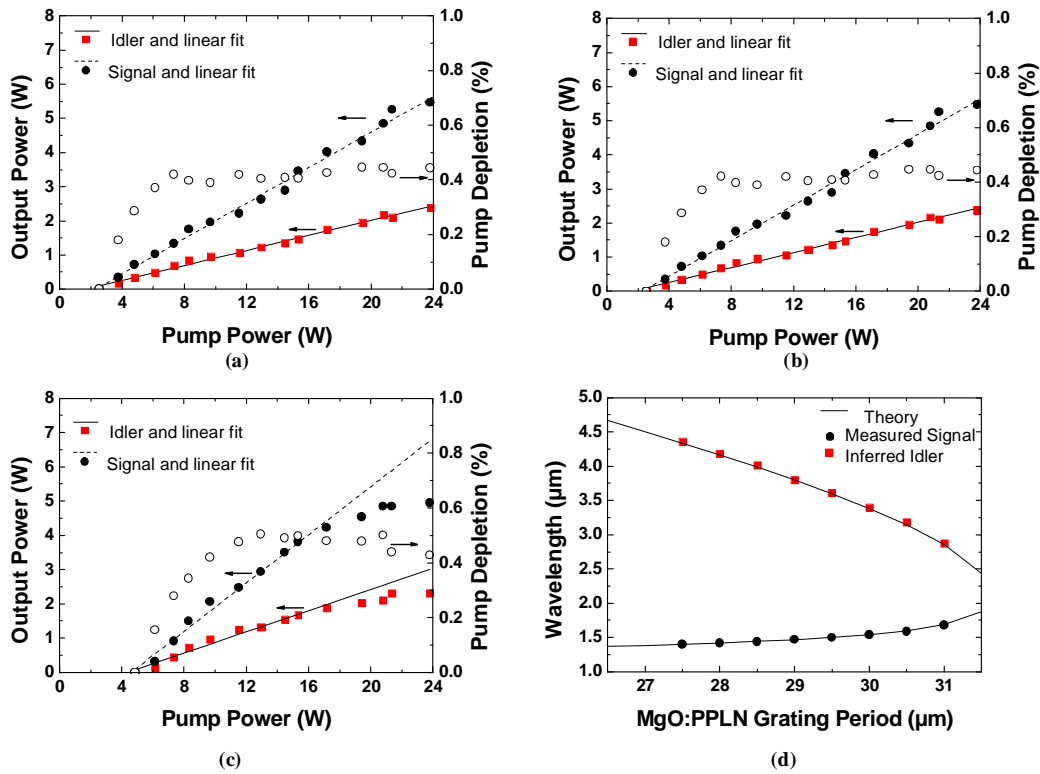 8
7
6
5
4
3
2
1
0
Output Power (W)
Idler and linear fit
Signal and linear fit
1.0
0.8
0.6
0.4
0.2
0.0
Pump Depletion (%)
0 4 8 12 16 20 24
Pump Power (W)
(a)
8
7
6
5
4
3
2
1
0
Output Power (W)
Idler and linear fit
Signal and linear fit
1.0
0.8
0.6
0.4
0.2
0.0
Pump Depletion (%)
0 4 8 12 16 20 24
Pump Power (W)
(b)
8
7
6
5
4
3
2
1
0
Output Power (W)
Idler and linear fit
Signal and linear fit
1.0
0.8
0.6
0.4
0.2
0.0
Pump Depletion (%)
0 4 8 12 16 20 24
Pump Power (W)
(c)
5.0
4.5
4.0
3.5
3.0
2.5
2.0
1.5
1.0
Wavelength (µm)
Theory
Measured Signal
Inferred Idler
27 28 29 30 31
MgO:PPLN Grating Period (µm)
(d)